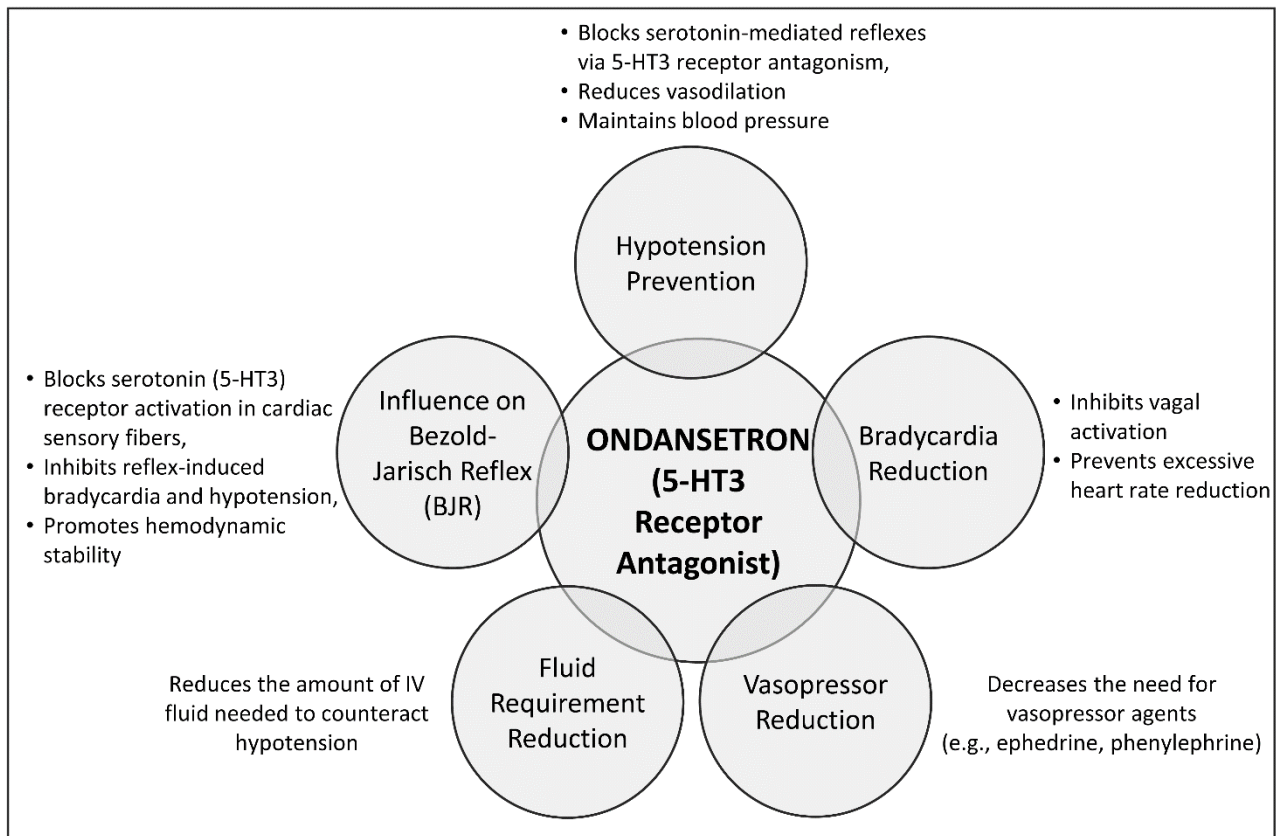 • Blocks serotonin-mediated reflexes
via 5-HT3 receptor antagonism,
• Reduces vasodilation
• Maintains blood pressure
Hypotension
Prevention
• Blocks serotonin (5-HT3)
receptor activation in cardiac
sensory fibers,
• Inhibits reflex-induced
bradycardia and hypotension,
• Promotes hemodynamic
stability
Influence on
Bezold-
Jarisch Reflex
(BJR)
ONDANSETRON
(5-HT3
Receptor
Antagonist)
Bradycardia
Reduction
• Inhibits vagal
activation
• Prevents excessive
heart rate reduction
Reduces the amount of IV
fluid needed to counteract
hypotension
Fluid
Requirement
Reduction
Vasopressor
Reduction
Decreases the need for
vasopressor agents
(e.g., ephedrine, phenylephrine)